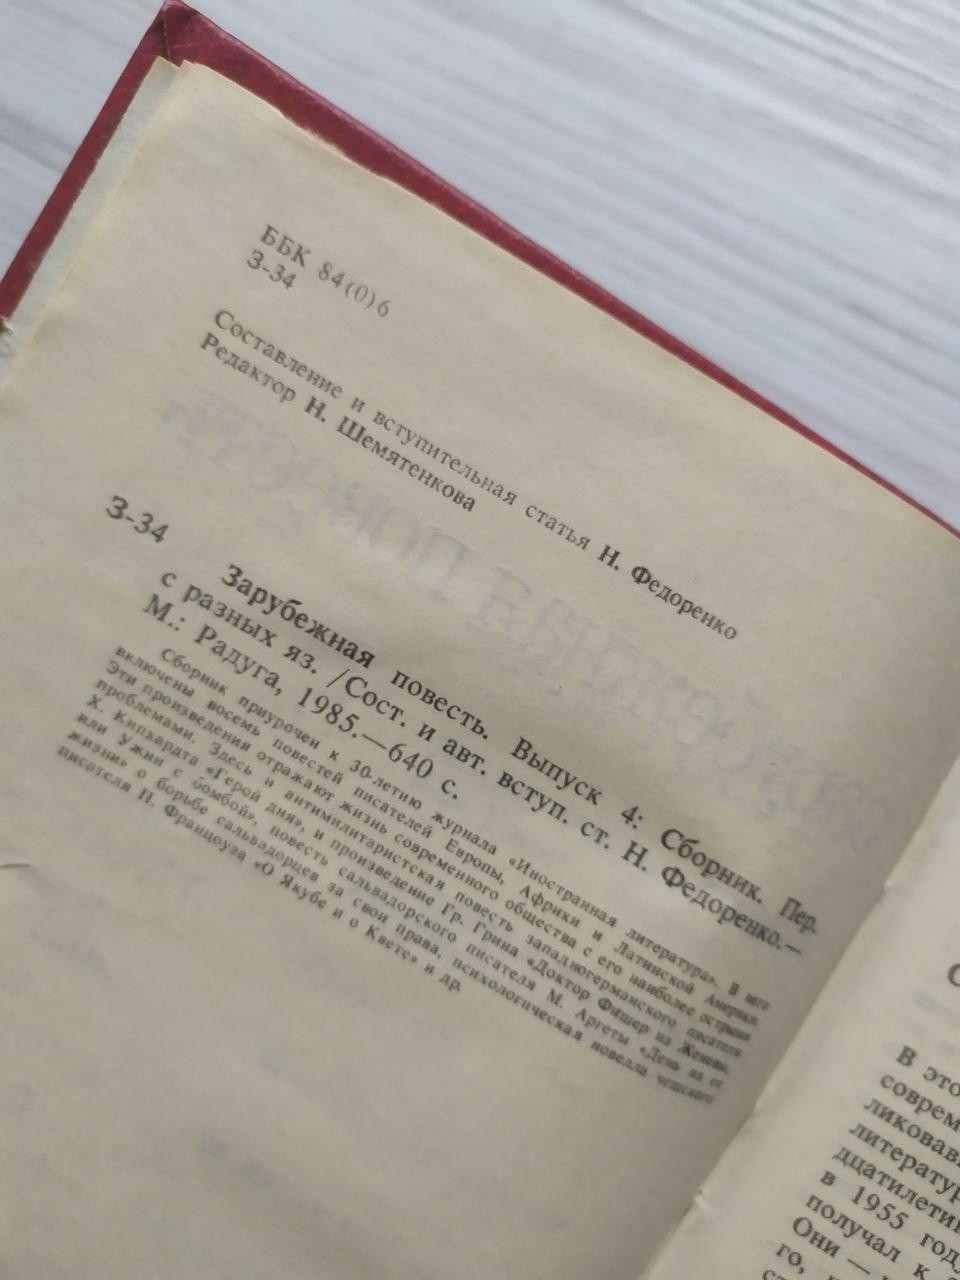 ББК 84(0)6
З-34
Составление и вступительная статья Н. Федоренко
Редактор Н. Шемятенкова
З-34
Зарубежная повесть. Выпуск 4: Сборник. Пер.
с разных яз. /Сост. и авт. вступ. ст. Н. Федоренко.—
М.: Радуга, 1985.—640 с.
Сборник приурочен к 30-летию журнала «Иностранная литература». В него
включены восемь повестей писателей Европы, Африки и Латинской Америки.
Эти произведения отражают жизнь современного общества с его наиболее острыми
проблемами. Здесь и антимилитаристская повесть западногерманского писателя
Х. Кипхардта «Герой дня», и произведение Гр. Грина «Доктор Фишер из Женевы,
или Ужин с бомбой», повесть сальвадорского писателя М. Аргеты «День из ее
жизни» о борьбе сальвадорцев за свои права, психологическая новелла чешского
писателя П. Францоуза «О Якубе и о Квете» и др.
С
В это
соврем
ликовав
литератур
дцатилети
в 1955 году
получал к
Они —
го,